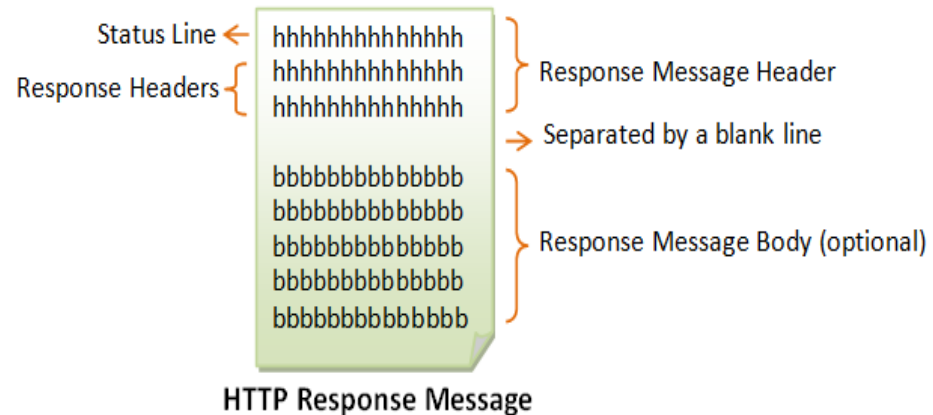 Status Line
hhhhhhhhhhhhhh
Response Headers
hhhhhhhhhhhhhh
hhhhhhhhhhhhhh
Response Message Header
Separated by a blank line
bbbbbbbbbbbbbb
bbbbbbbbbbbbbb
bbbbbbbbbbbbbb
bbbbbbbbbbbbbb
bbbbbbbbbbbbbb
Response Message Body (optional)
HTTP Response Message